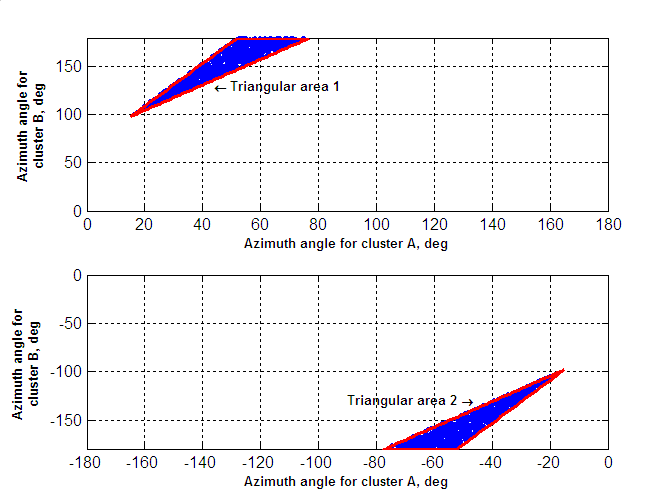 Azimuth angle for
cluster B, deg
150
100
50
0
← Triangular area 1
0 20 40 60 80 100 120 140 160 180
Azimuth angle for cluster A, deg
Azimuth angle for
cluster B, deg
0
-50
-100
-150
Triangular area 2 →
-180 -160 -140 -120 -100 -80 -60 -40 -20 0
Azimuth angle for cluster A, deg